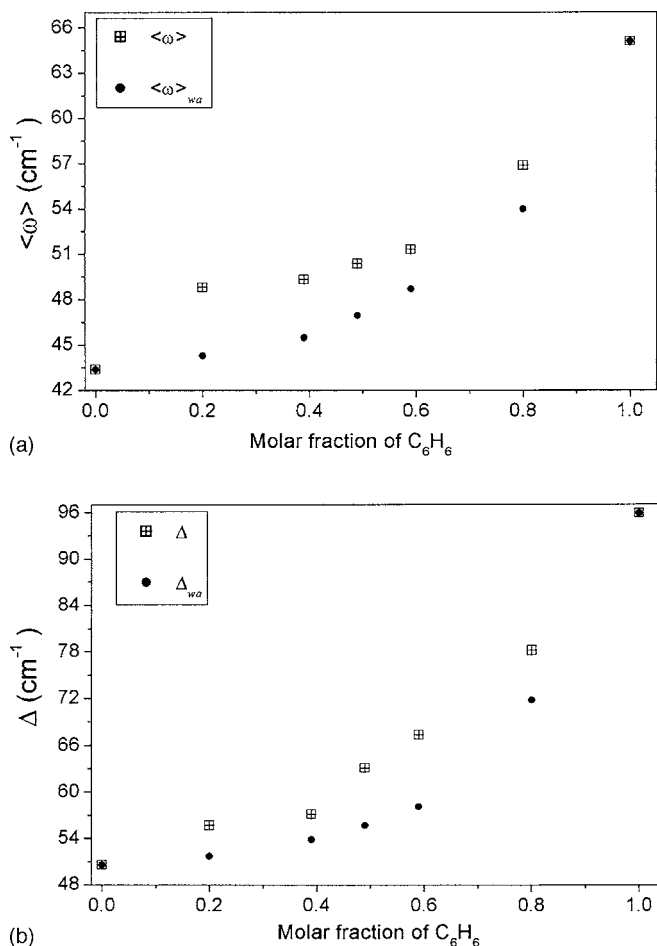 66
63
60
57
54
51
48
45
42
<ω> (cm⁻¹)
<ω>
<ω>wa
0.0 0.2 0.4 0.6 0.8 1.0
Molar fraction of C₆H₆
(a)
96
90
84
78
72
66
60
54
48
Δ (cm⁻¹)
Δ
Δwa
0.0 0.2 0.4 0.6 0.8 1.0
Molar fraction of C₆H₆
(b)